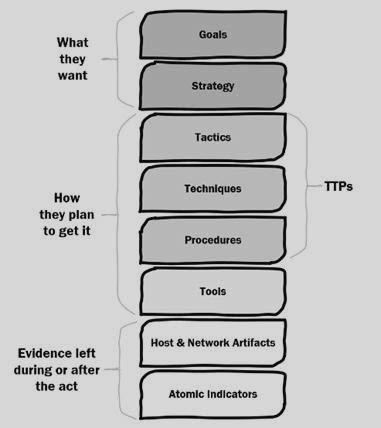 What
they
want
Goals
Strategy
How
they plan
to get it
Tactics
Techniques
Procedures
Tools
TTPs
Evidence left
during or after
the act
Host & Network Artifacts
Atomic Indicators